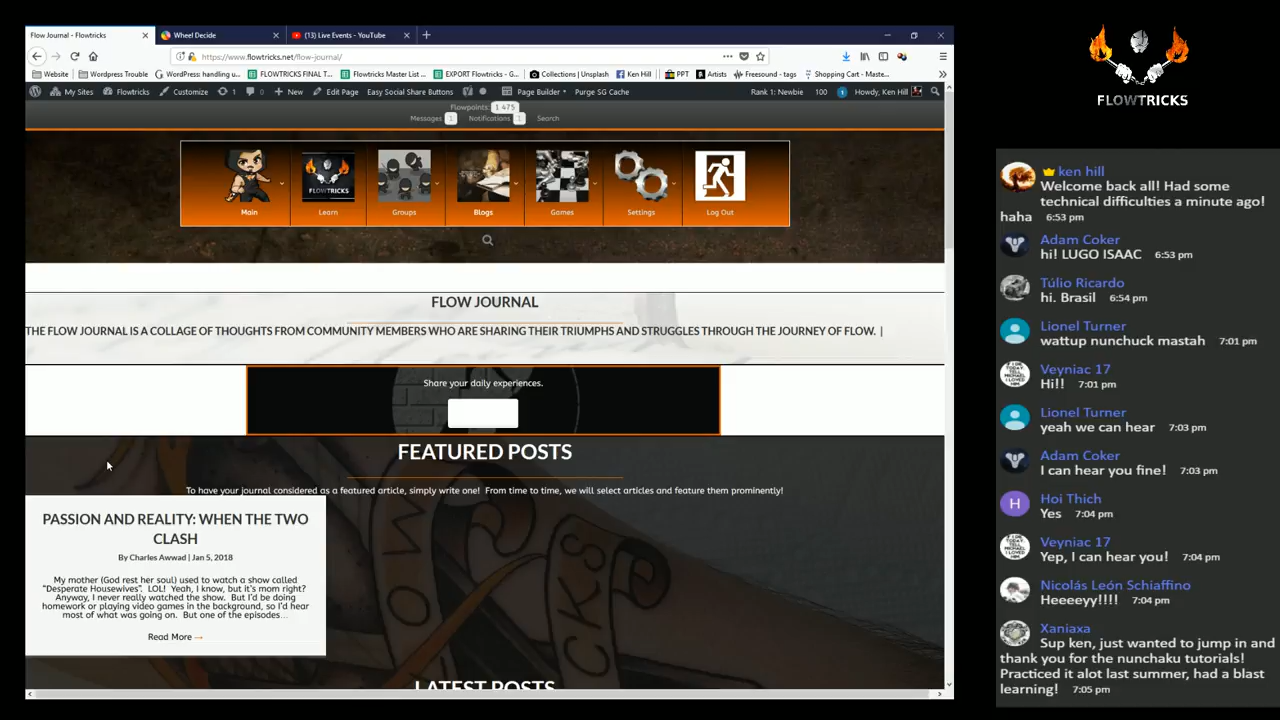 Flow Journal - Flowtricks
Wheel Decide
(13) Live Events - YouTube
https://www.flowtricks.net/flow-journal/
Website
Wordpress Trouble
WordPress handling u...
FLOWTRICKS FINAL T...
Flowtricks Master List ...
EXPORT Flowtricks - G...
Collections | Unsplash
Ken Hill
PPT
Artists
Freesound - tags
Shopping Cart - Maste...
My Sites
Flowtricks
Customize
1
0
New
Edit Page
Easy Social Share Buttons
Page Builder
Purge SG Cache
Rank 1: Newbie
100
1
Howdy, Ken Hill
Flowpoints: 1 475
Messages 1
Notifications 1
Search
Main
Learn
FLOWTRICKS
Groups
Blogs
Games
Settings
Log Out
FLOW JOURNAL
THE FLOW JOURNAL IS A COLLAGE OF THOUGHTS FROM COMMUNITY MEMBERS WHO ARE SHARING THEIR TRIUMPHS AND STRUGGLES THROUGH THE JOURNEY OF FLOW. |
Share your daily experiences.
FEATURED POSTS
To have your journal considered as a featured article, simply write one! From time to time, we will select articles and feature them prominently!
PASSION AND REALITY: WHEN THE TWO
CLASH
By Charles Awwad | Jan 5, 2018
My mother (God rest her soul) used to watch a show called
"Desperate Housewives". LOL! Yeah, I know, but it's mom right?
Anyway, I never really watched the show. But I'd be doing
homework or playing video games in the background, so I'd hear
most of what was going on. But one of the episodes...
Read More →
LATEST POSTS
FLOWTRICKS
ken hill
Welcome back all! Had some
technical difficulties a minute ago!
haha 6:53 pm
Adam Coker
hi! LUGO ISAAC 6:53 pm
Túlio Ricardo
hi. Brasil 6:54 pm
Lionel Turner
wattup nunchuck mastah 7:01 pm
Veyniac 17
Hi!! 7:01 pm
Lionel Turner
yeah we can hear 7:03 pm
Adam Coker
I can hear you fine! 7:03 pm
H
Hoi Thich
Yes 7:04 pm
Veyniac 17
Yep, I can hear you! 7:04 pm
Nicolás León Schiaffino
Heeeeyy!!!! 7:04 pm
Xaniaxa
Sup ken, just wanted to jump in and
thank you for the nunchaku tutorials!
Practiced it alot last summer, had a blast
learning! 7:05 pm